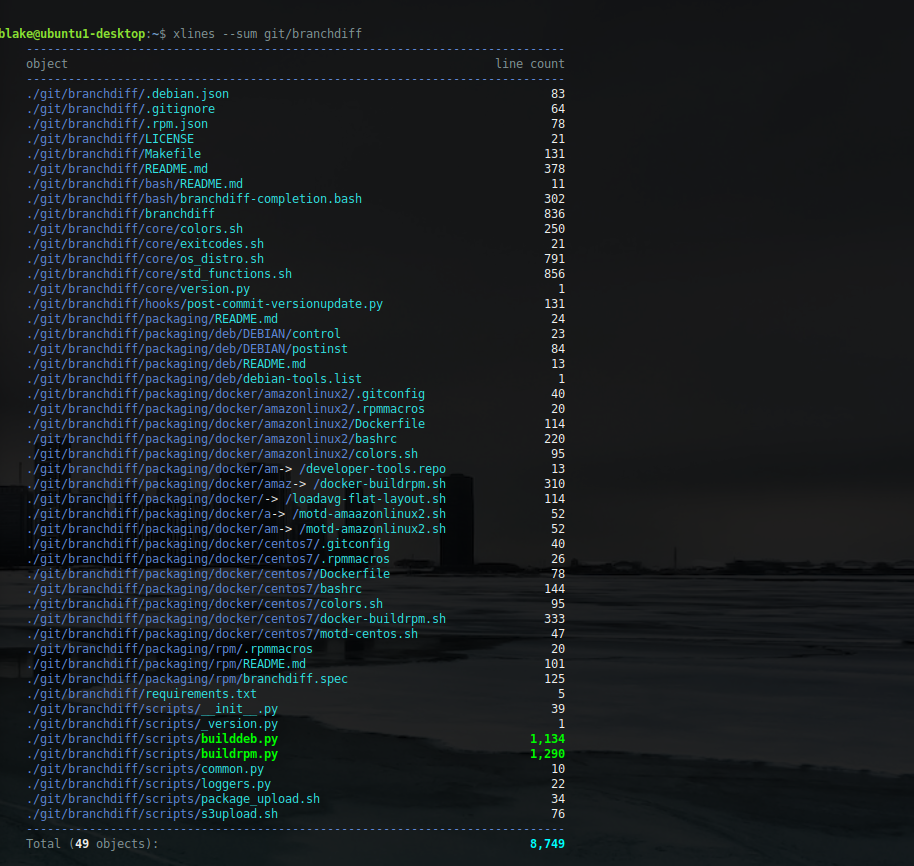 blake@ubuntu1-desktop:~$ xlines --sum git/branchdiff
-----------------------------------------------------------------------------
object line count
-----------------------------------------------------------------------------
./git/branchdiff/.debian.json 83
./git/branchdiff/.gitignore 64
./git/branchdiff/.rpm.json 78
./git/branchdiff/LICENSE 21
./git/branchdiff/Makefile 131
./git/branchdiff/README.md 378
./git/branchdiff/bash/README.md 11
./git/branchdiff/bash/branchdiff-completion.bash 302
./git/branchdiff/branchdiff 836
./git/branchdiff/core/colors.sh 250
./git/branchdiff/core/exitcodes.sh 21
./git/branchdiff/core/os_distro.sh 791
./git/branchdiff/core/std_functions.sh 856
./git/branchdiff/core/version.py 1
./git/branchdiff/hooks/post-commit-versionupdate.py 131
./git/branchdiff/packaging/README.md 24
./git/branchdiff/packaging/deb/DEBIAN/control 23
./git/branchdiff/packaging/deb/DEBIAN/postinst 84
./git/branchdiff/packaging/deb/README.md 13
./git/branchdiff/packaging/deb/debian-tools.list 1
./git/branchdiff/packaging/docker/amazonlinux2/.gitconfig 40
./git/branchdiff/packaging/docker/amazonlinux2/.rpmmacros 20
./git/branchdiff/packaging/docker/amazonlinux2/Dockerfile 114
./git/branchdiff/packaging/docker/amazonlinux2/bashrc 220
./git/branchdiff/packaging/docker/amazonlinux2/colors.sh 95
./git/branchdiff/packaging/docker/am-> /developer-tools.repo 13
./git/branchdiff/packaging/docker/amaz-> /docker-buildrpm.sh 310
./git/branchdiff/packaging/docker/-> /loadavg-flat-layout.sh 114
./git/branchdiff/packaging/docker/a-> /motd-amaazonlinux2.sh 52
./git/branchdiff/packaging/docker/am-> /motd-amazonlinux2.sh 52
./git/branchdiff/packaging/docker/centos7/.gitconfig 40
./git/branchdiff/packaging/docker/centos7/.rpmmacros 26
./git/branchdiff/packaging/docker/centos7/Dockerfile 78
./git/branchdiff/packaging/docker/centos7/bashrc 144
./git/branchdiff/packaging/docker/centos7/colors.sh 95
./git/branchdiff/packaging/docker/centos7/docker-buildrpm.sh 333
./git/branchdiff/packaging/docker/centos7/motd-centos.sh 47
./git/branchdiff/packaging/rpm/.rpmmacros 20
./git/branchdiff/packaging/rpm/README.md 101
./git/branchdiff/packaging/rpm/branchdiff.spec 125
./git/branchdiff/requirements.txt 5
./git/branchdiff/scripts/__init__.py 39
./git/branchdiff/scripts/_version.py 1
./git/branchdiff/scripts/builddeb.py 1,134
./git/branchdiff/scripts/buildrpm.py 1,290
./git/branchdiff/scripts/common.py 10
./git/branchdiff/scripts/loggers.py 22
./git/branchdiff/scripts/package_upload.sh 34
./git/branchdiff/scripts/s3upload.sh 76
-----------------------------------------------------------------------------
Total (49 objects): 8,749